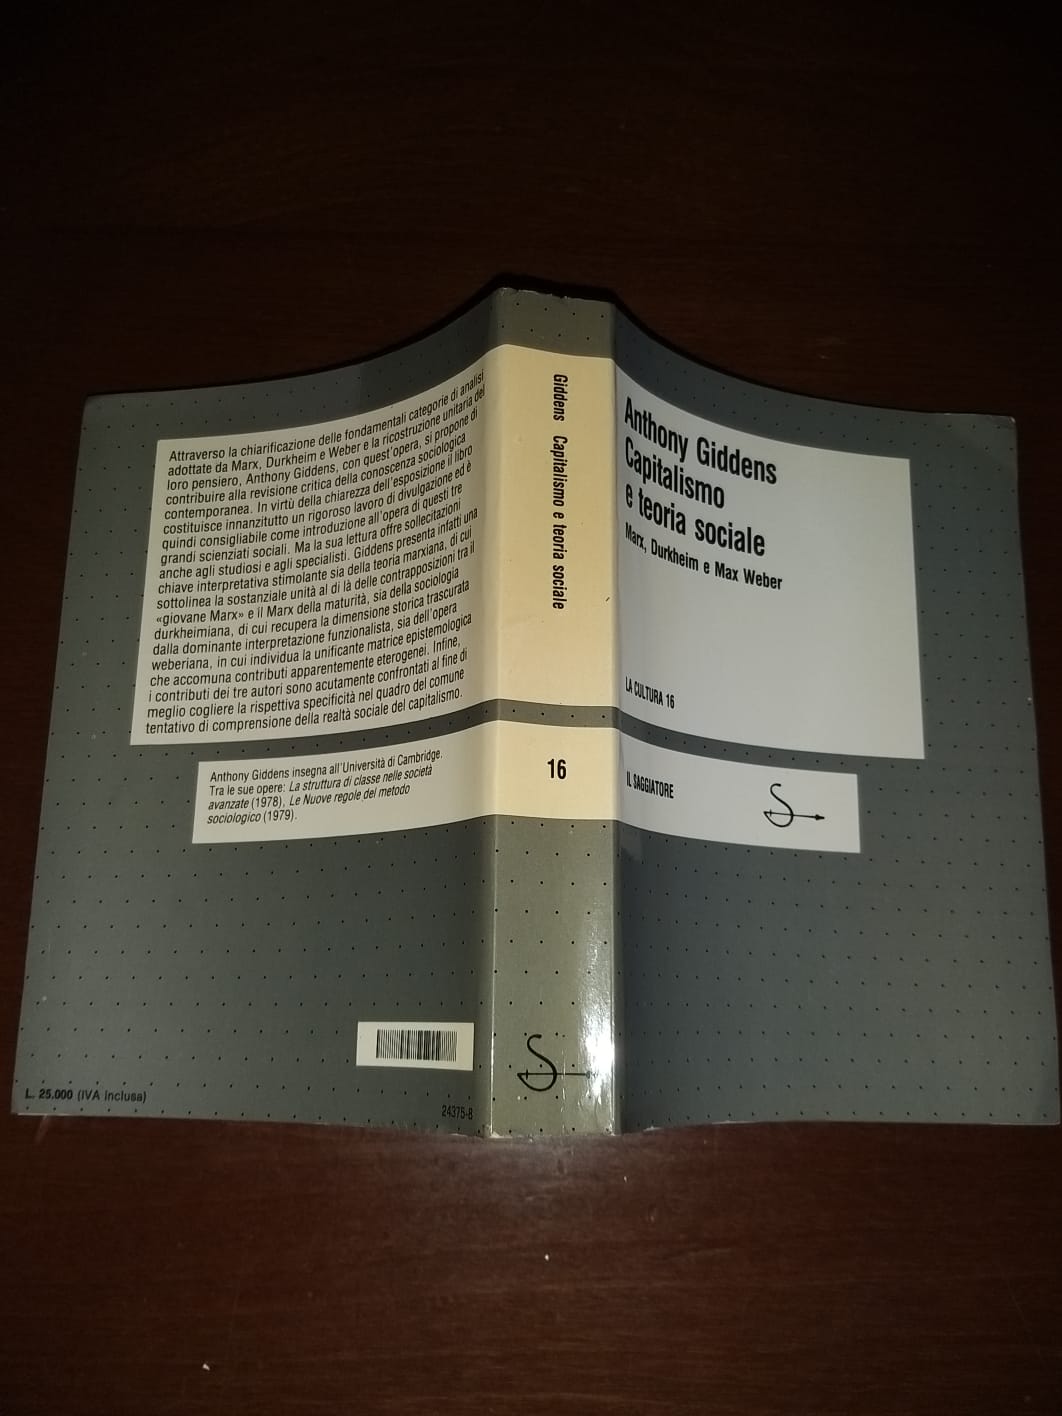 Attraverso la chiarificazione delle fondamentali categorie di analisi
adottate da Marx, Durkheim e Weber e la ricostruzione unitaria del
loro pensiero, Anthony Giddens, con quest'opera, si propone di
contribuire alla revisione critica della conoscenza sociologica
contemporanea. In virtù della chiarezza dell'esposizione il libro
costituisce innanzitutto un rigoroso lavoro di divulgazione ed è
quindi consigliabile come introduzione all'opera di questi tre
grandi scienziati sociali. Ma la sua lettura offre sollecitazioni
anche agli studiosi e agli specialisti. Giddens presenta infatti una
chiave interpretativa stimolante sia della teoria marxiana, di cui
sottolinea la sostanziale unità al di là delle contrapposizioni tra il
«giovane Marx» e il Marx della maturità, sia della sociologia
durkheimiana, di cui recupera la dimensione storica trascurata
dalla dominante interpretazione funzionalista, sia dell'opera
weberiana, in cui individua la unificante matrice epistemologica
che accomuna contributi apparentemente eterogenei. Infine,
i contributi dei tre autori sono acutamente confrontati al fine di
meglio cogliere la rispettiva specificità nel quadro del comune
tentativo di comprensione della realtà sociale del capitalismo.
Anthony Giddens insegna all'Università di Cambridge.
Tra le sue opere: La struttura di classe nelle società
avanzate (1978), Le Nuove regole del metodo
sociologico (1979).
L. 25.000 (IVA inclusa)
24375-8
Giddens Capitalismo e teoria sociale
16
Anthony Giddens
Capitalismo
e teoria sociale
Marx, Durkheim e Max Weber
LA CULTURA 16
IL SAGGIATORE